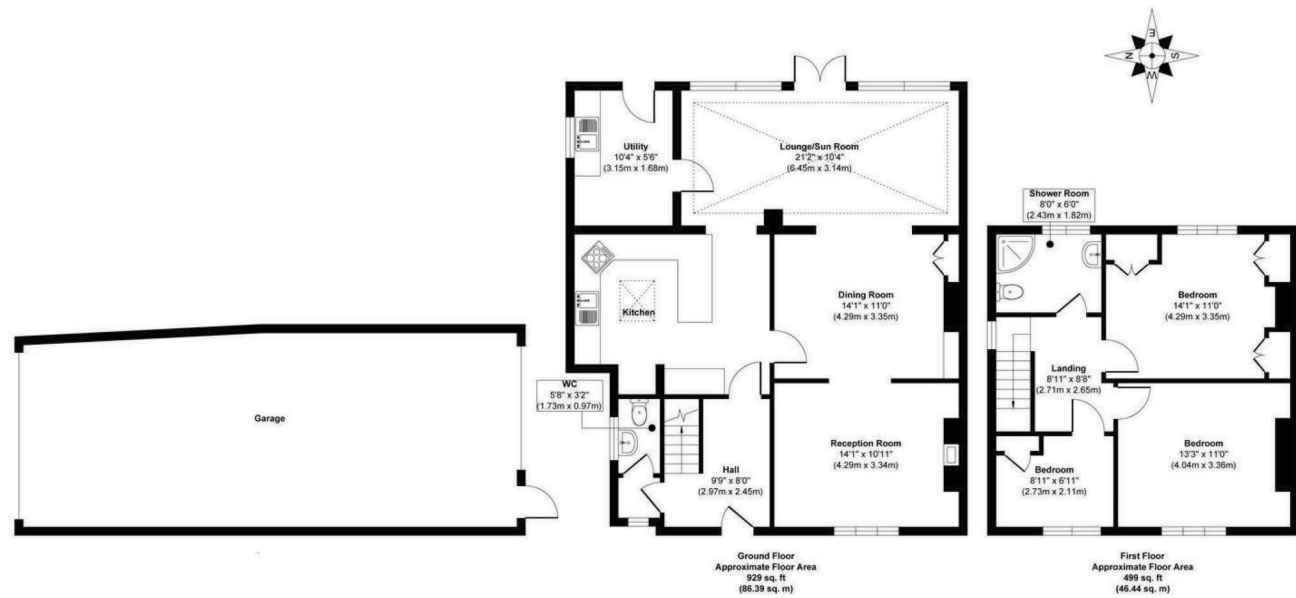 E
N
S
W
Utility
10'4" x 5'6"
(3.15m x 1.68m)
Lounge/Sun Room
21'2" x 10'4"
(6.45m x 3.14m)
Kitchen
Dining Room
14'1" x 11'0"
(4.29m x 3.35m)
WC
5'8" x 3'2"
(1.73m x 0.97m)
Hall
9'9" x 8'0"
(2.97m x 2.45m)
Reception Room
14'1" x 10'11"
(4.29m x 3.34m)
Garage
Ground Floor
Approximate Floor Area
929 sq. ft
(86.39 sq. m)
Shower Room
8'0" x 6'0"
(2.43m x 1.82m)
Bedroom
14'1" x 11'0"
(4.29m x 3.35m)
Landing
8'11" x 8'8"
(2.71m x 2.65m)
Bedroom
8'11" x 6'11"
(2.73m x 2.11m)
Bedroom
13'3" x 11'0"
(4.04m x 3.36m)
First Floor
Approximate Floor Area
499 sq. ft
(46.44 sq. m)